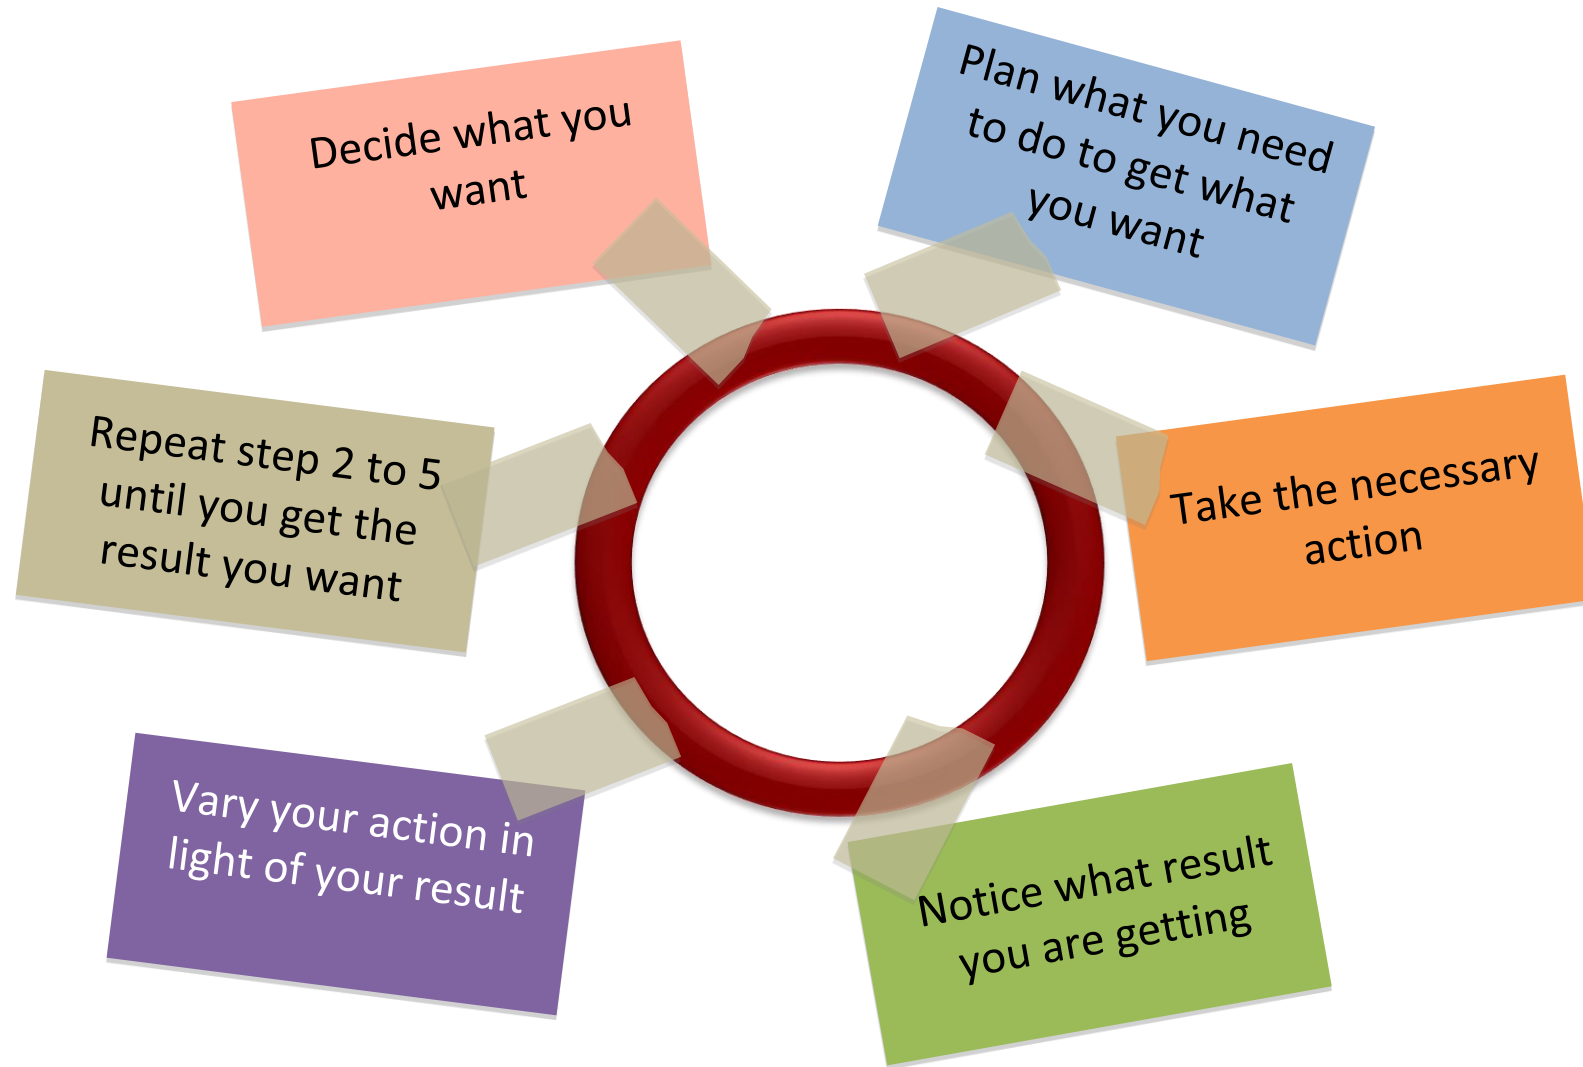 Decide what you
want
Plan what you need
to do to get what
you want
Take the necessary
action
Notice what result
you are getting
Vary your action in
light of your result
Repeat step 2 to 5
until you get the
result you want